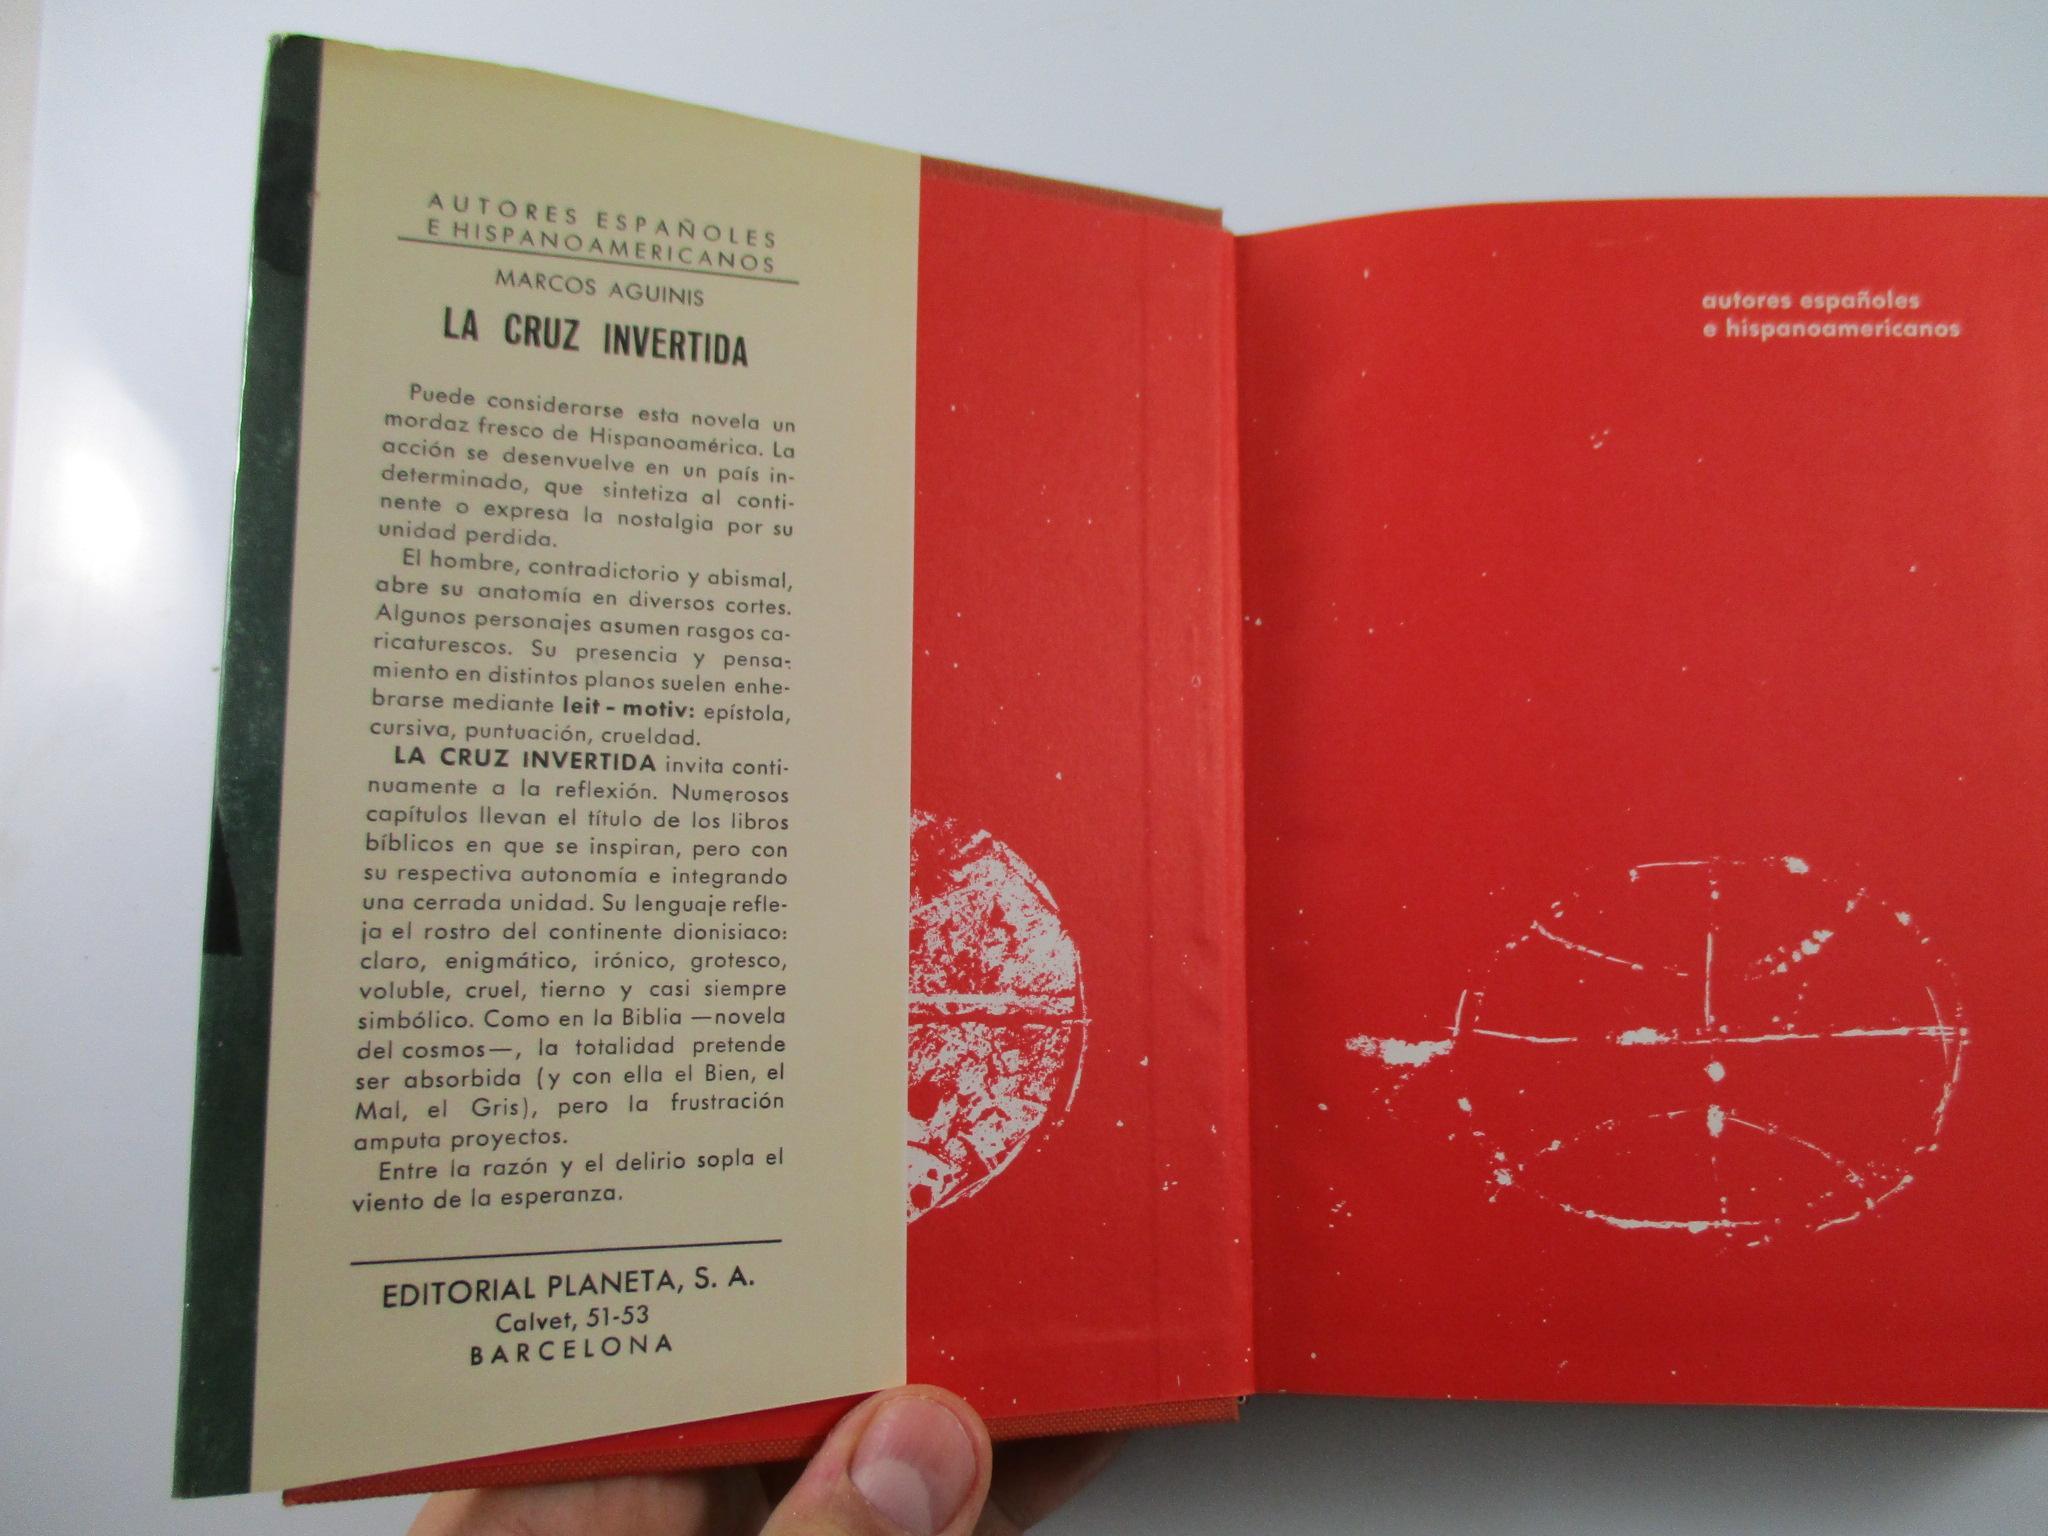 AUTORES ESPAÑOLES
E HISPANOAMERICANOS
MARCOS AGUINIS
LA CRUZ INVERTIDA
Puede considerarse esta novela un
mordaz fresco de Hispanoamérica. La
acción se desenvuelve en un país in-
determinado, que sintetiza al conti-
nente o expresa la nostalgia por su
unidad perdida.
El hombre, contradictorio y abismal,
abre su anatomía en diversos cortes.
Algunos personajes asumen rasgos ca-
ricaturescos. Su presencia y pensa-
miento en distintos planos suelen enhe-
brarse mediante leit - motiv: epístola,
cursiva, puntuación, crueldad.
LA CRUZ INVERTIDA invita conti-
nuamente a la reflexión. Numerosos
capítulos llevan el título de los libros
bíblicos en que se inspiran, pero con
su respectiva autonomía e integrando
una cerrada unidad. Su lenguaje refle-
ja el rostro del continente dionisiaco:
claro, enigmático, irónico, grotesco,
voluble, cruel, tierno y casi siempre
simbólico. Como en la Biblia —novela
del cosmos—, la totalidad pretende
ser absorbida (y con ella el Bien, el
Mal, el Gris), pero la frustración
amputa proyectos.
Entre la razón y el delirio sopla el
viento de la esperanza.
EDITORIAL PLANETA, S. A.
Calvet, 51-53
BARCELONA
autores españoles
e hispanoamericanos